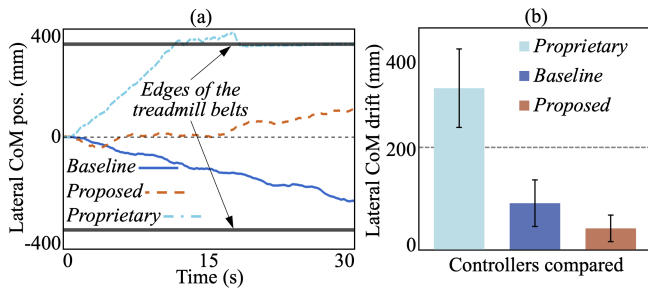 (a)
Lateral CoM pos. (mm)
400
0
-400
Edges of the
treadmill belts
Baseline
Proposed
Proprietary
0
15
30
Time (s)
(b)
Lateral CoM drift (mm)
400
200
0
Proprietary
Baseline
Proposed
Controllers compared